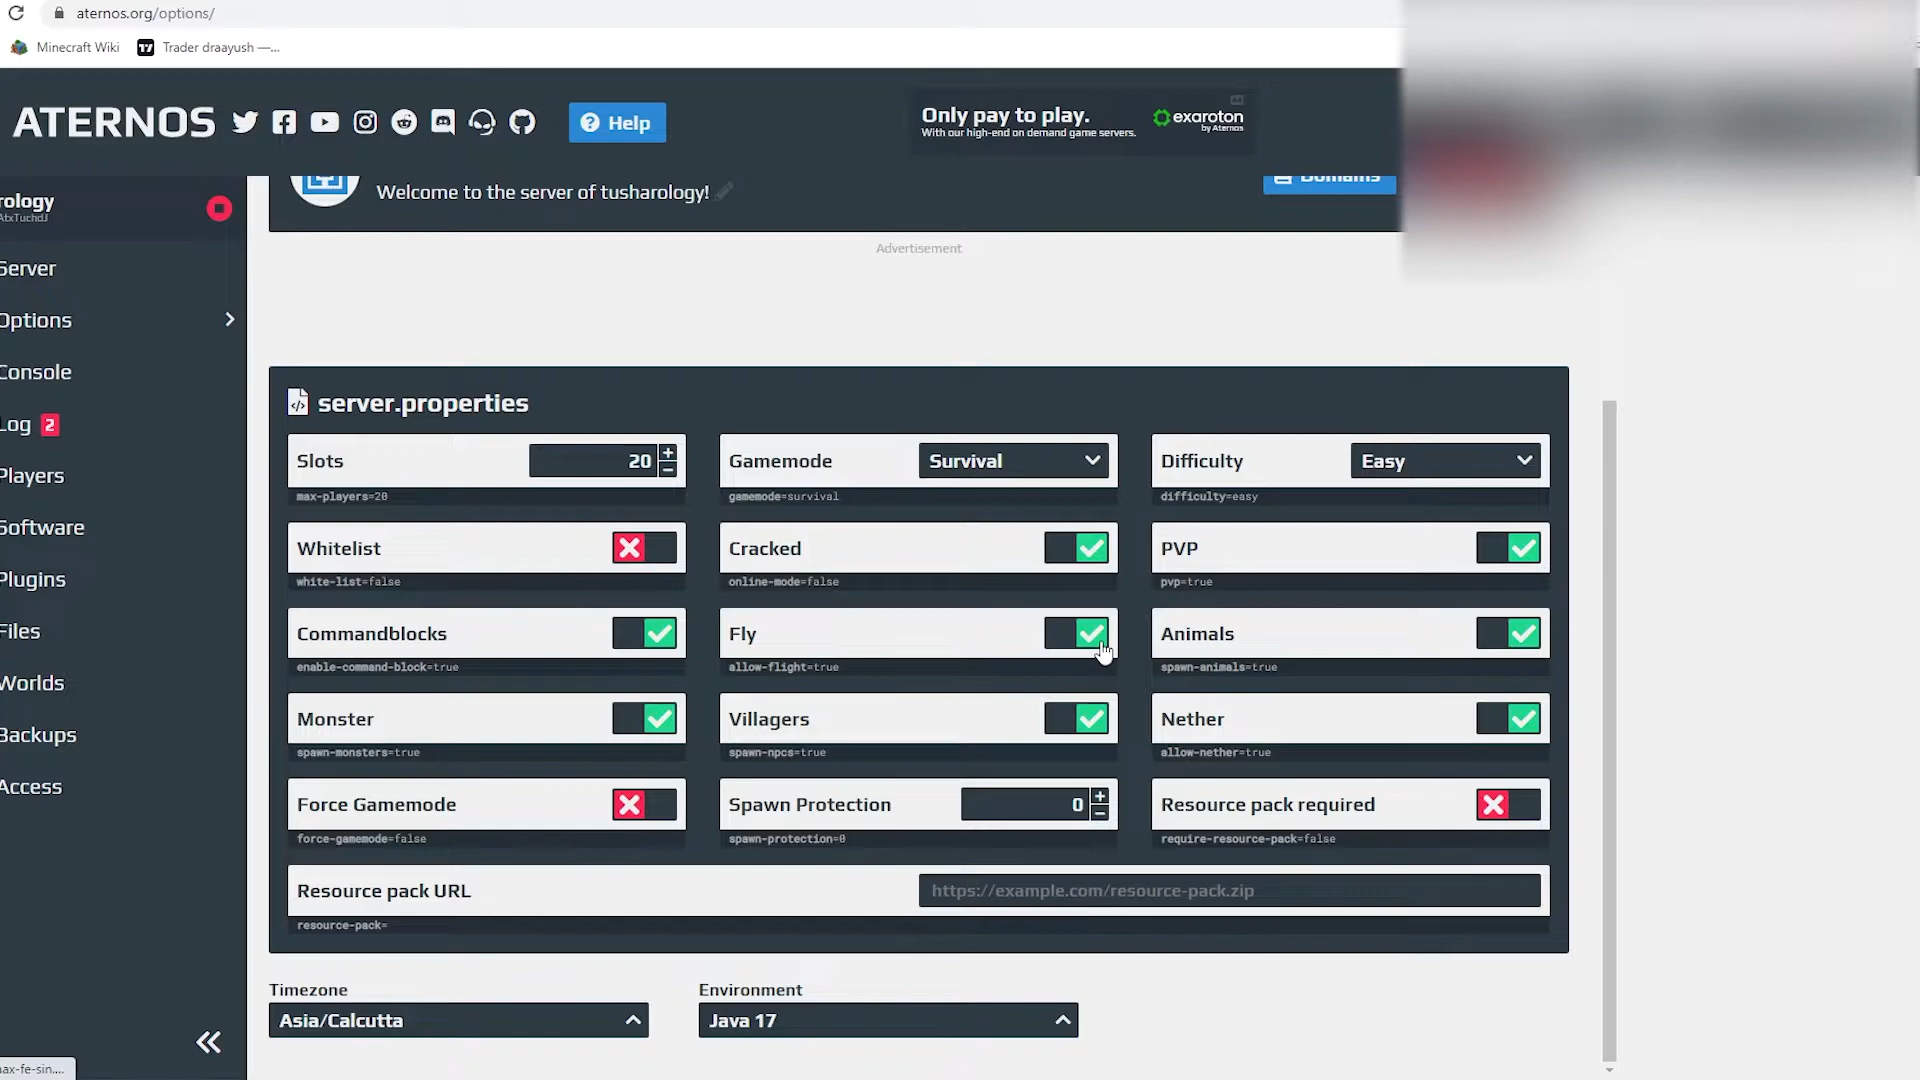 aternos.org/options/
Minecraft Wiki
Trader draayush —...
ATERNOS
Help
Only pay to play.
With our high-end on demand game servers.
exaroton
by Aternos
Ad
rology
AtxTuchdJ
Welcome to the server of tusharology!
Domains
Advertisement
Server
Options
Console
Log 2
Players
Software
Plugins
Files
Worlds
Backups
Access
server.properties
Slots 20 + −
max-players=20
Gamemode Survival
gamemode=survival
Difficulty Easy
difficulty=easy
Whitelist
white-list=false
Cracked
online-mode=false
PVP
pvp=true
Commandblocks
enable-command-block=true
Fly
allow-flight=true
Animals
spawn-animals=true
Monster
spawn-monsters=true
Villagers
spawn-npcs=true
Nether
allow-nether=true
Force Gamemode
force-gamemode=false
Spawn Protection 0 + −
spawn-protection=0
Resource pack required
require-resource-pack=false
Resource pack URL https://example.com/resource-pack.zip
resource-pack=
Timezone
Asia/Calcutta
Environment
Java 17
ax-fe-sin....